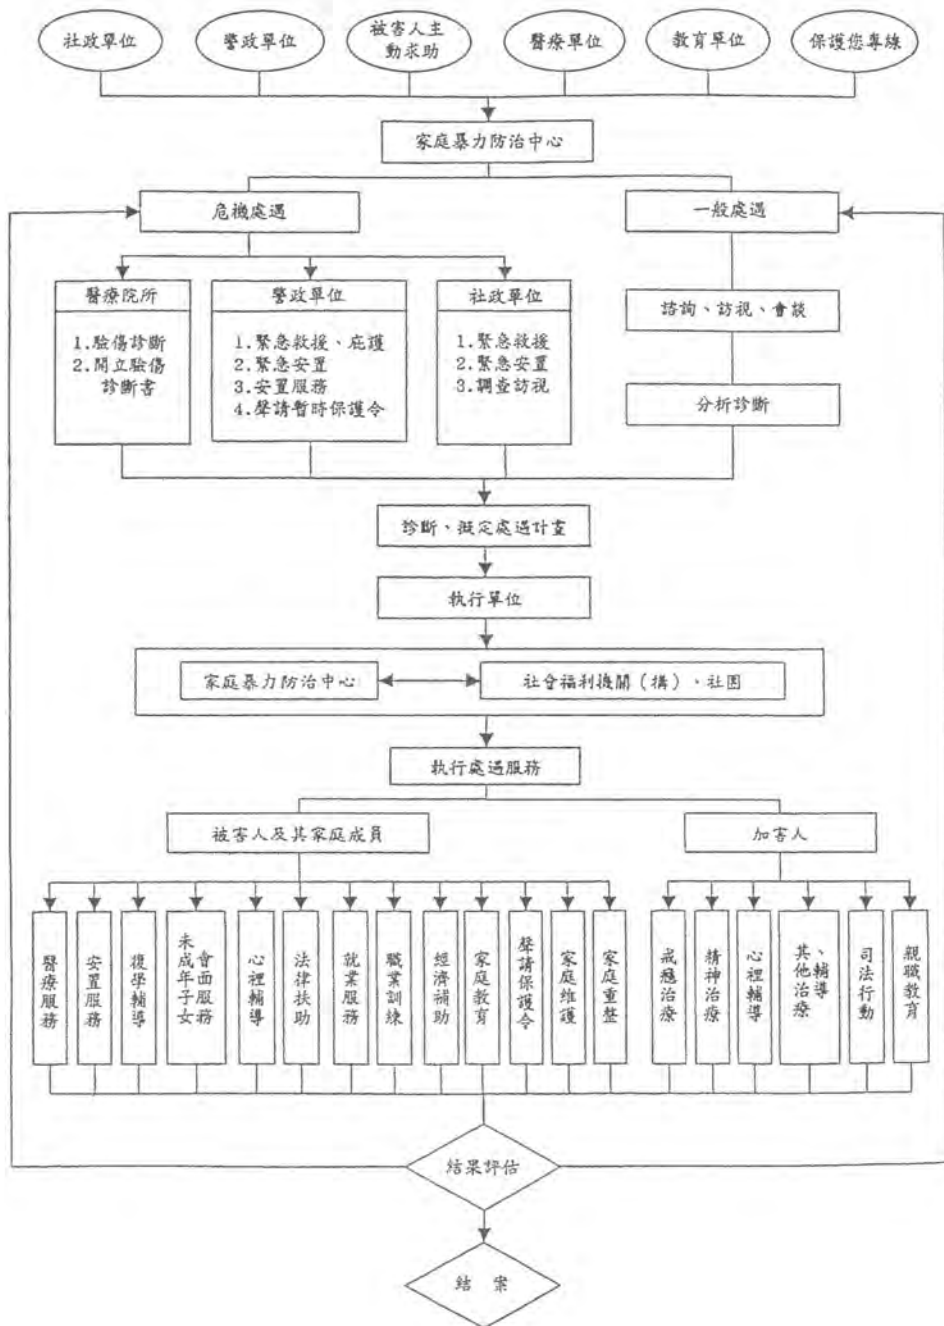 社政單位
警政單位
被害人主
動求助
醫療單位
教育單位
保護您專線
家庭暴力防治中心
危機處遇
一般處遇
醫療院所
1.驗傷診斷
2.開立驗傷
診斷書
警政單位
1.緊急救援、庇護
2.緊急安置
3.安置服務
4.聲請暫時保護令
社政單位
1.緊急救援
2.緊急安置
3.調查訪視
諮詢、訪視、會談
分析診斷
診斷、擬定處遇計畫
執行單位
家庭暴力防治中心
社會福利機關(構)、社團
執行處遇服務
被害人及其家庭成員
加害人
醫療服務
安置服務
復學輔導
未成年子女
會面服務
心裡輔導
法律扶助
就業服務
職業訓練
經濟補助
家庭教育
聲請保護令
家庭維護
家庭重整
戒癮治療
精神治療
心裡輔導
其他治療
、輔導
司法行動
親職教育
結果評估
結 案